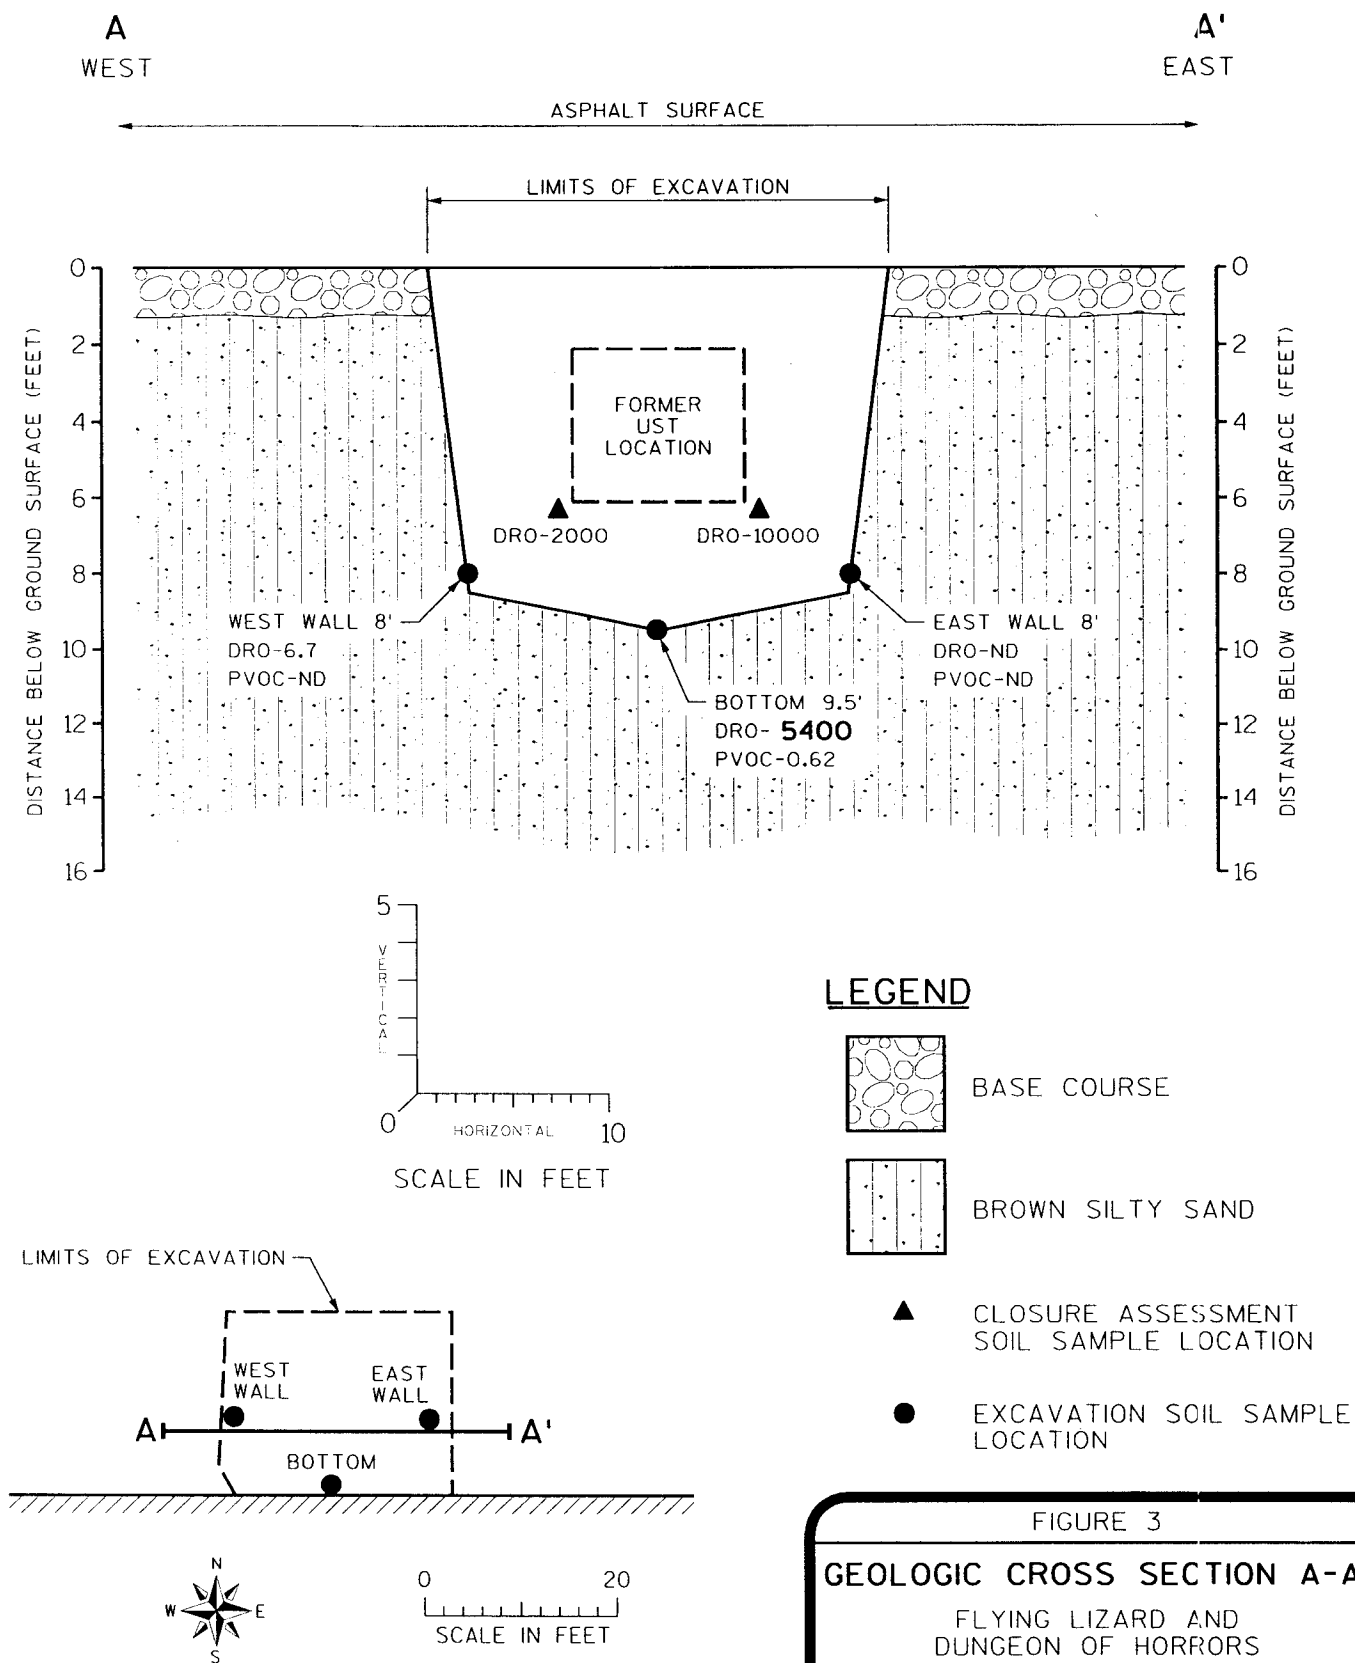 A
A'
WEST
EAST
ASPHALT SURFACE
LIMITS OF EXCAVATION
0
2
4
6
8
10
12
14
16
DISTANCE BELOW GROUND SURFACE (FEET)
0
2
4
6
8
10
12
14
16
DISTANCE BELOW GROUND SURFACE (FEET)
FORMER
UST
LOCATION
DRO-2000
DRO-10000
WEST WALL 8'
DRO-6.7
PVOC-ND
EAST WALL 8'
DRO-ND
PVOC-ND
BOTTOM 9.5'
DRO- 5400
PVOC-0.62
5
VERTICAL
0
HORIZONTAL
10
SCALE IN FEET
LEGEND
BASE COURSE
BROWN SILTY SAND
CLOSURE ASSESSMENT
SOIL SAMPLE LOCATION
EXCAVATION SOIL SAMPLE
LOCATION
LIMITS OF EXCAVATION
WEST
WALL
EAST
WALL
A
A'
BOTTOM
N
W
E
S
0
20
SCALE IN FEET
FIGURE 3
GEOLOGIC CROSS SECTION A-A
FLYING LIZARD AND
DUNGEON OF HORRORS